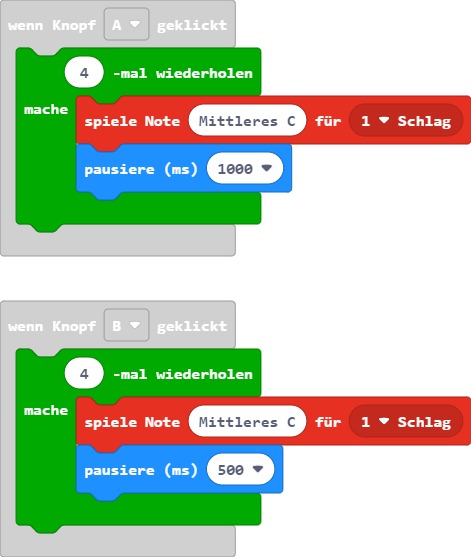 wenn Knopf A geklickt
4 -mal wiederholen
mache
spiele Note Mittleres C für 1 Schlag
pausiere (ms) 1000
wenn Knopf B geklickt
4 -mal wiederholen
mache
spiele Note Mittleres C für 1 Schlag
pausiere (ms) 500